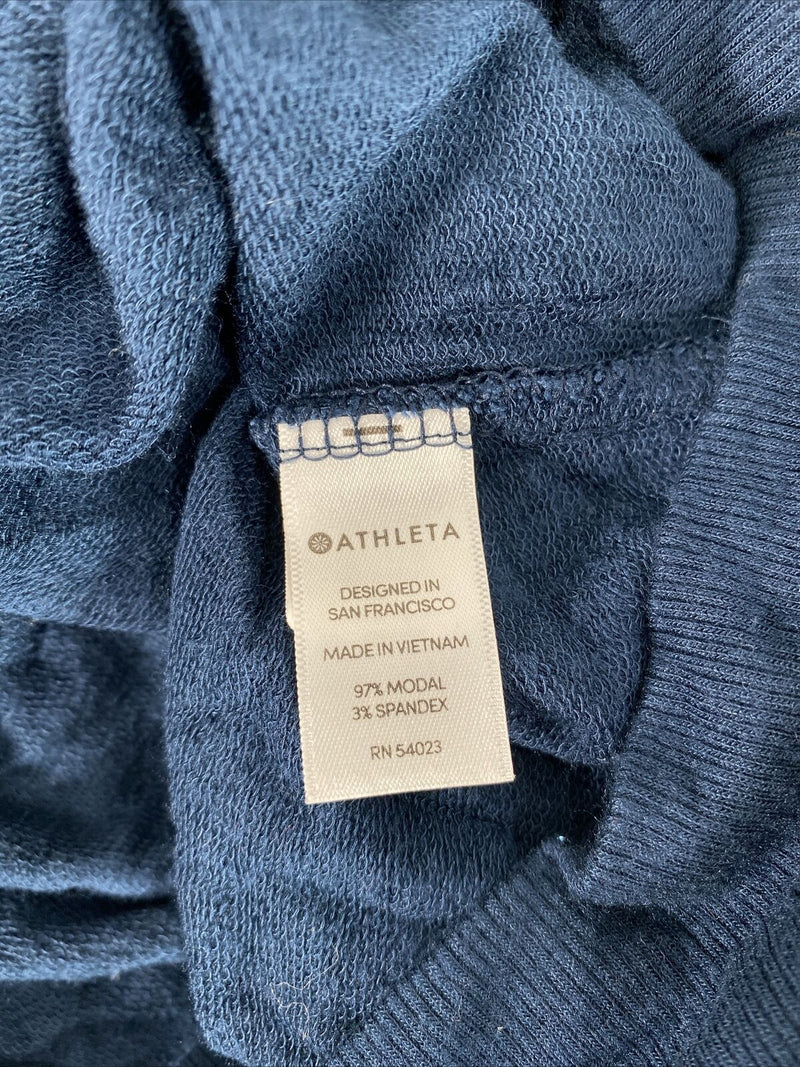 ATHLETA
DESIGNED IN
SAN FRANCISCO
MADE IN VIETNAM
97% MODAL
3% SPANDEX
RN 54023